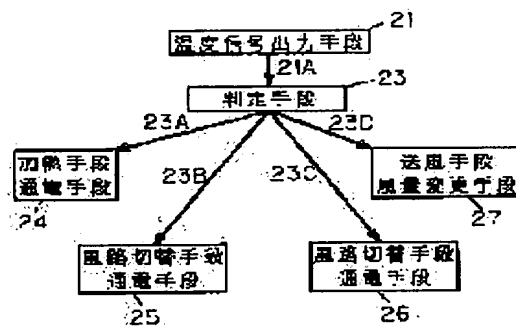 21
温度信号出力手段
21A
23
判定手段
23A
23B
23C
23D
加熱手段
通電手段
24
送風手段
風量変更手段
27
風路切替手段
通電手段
25
風路切替手段
通電手段
26